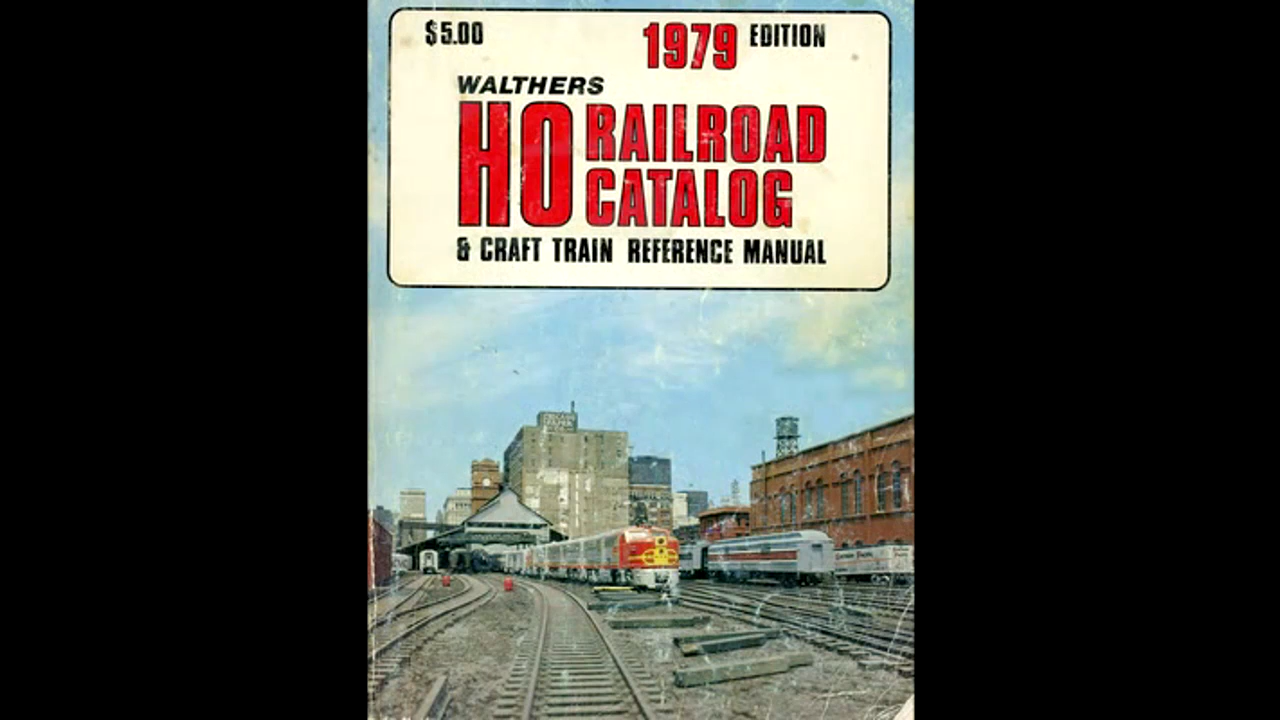 $5.00
1979 EDITION
WALTHERS
HO RAILROAD
CATALOG
& CRAFT TRAIN REFERENCE MANUAL